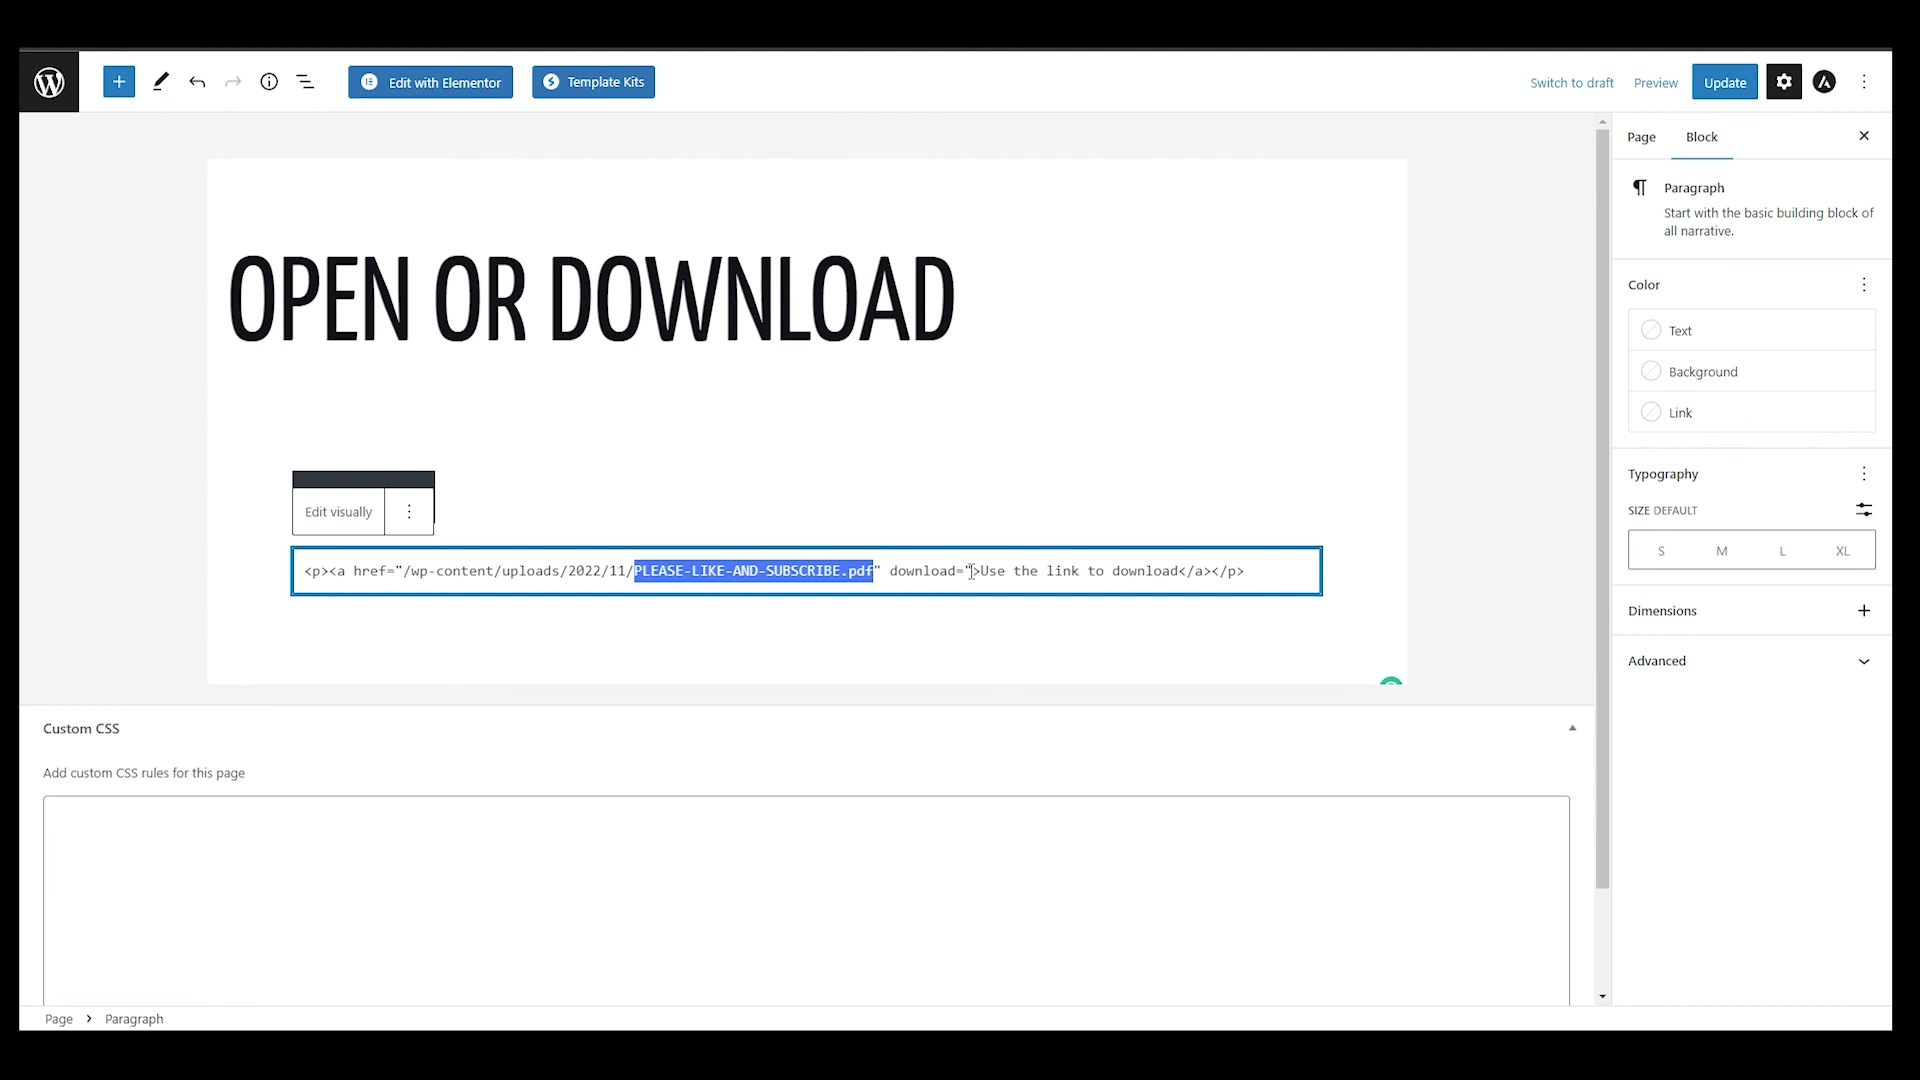 Edit with Elementor
Template Kits
Switch to draft
Preview
Update
Page
Block
Paragraph
Start with the basic building block of
all narrative.
OPEN OR DOWNLOAD
Color
Text
Background
Link
Typography
SIZE DEFAULT
S
M
L
XL
Edit visually
<p><a href="/wp-content/uploads/2022/11/PLEASE-LIKE-AND-SUBSCRIBE.pdf" download=">Use the link to download</a></p>
Dimensions
Advanced
Custom CSS
Add custom CSS rules for this page
Page
Paragraph